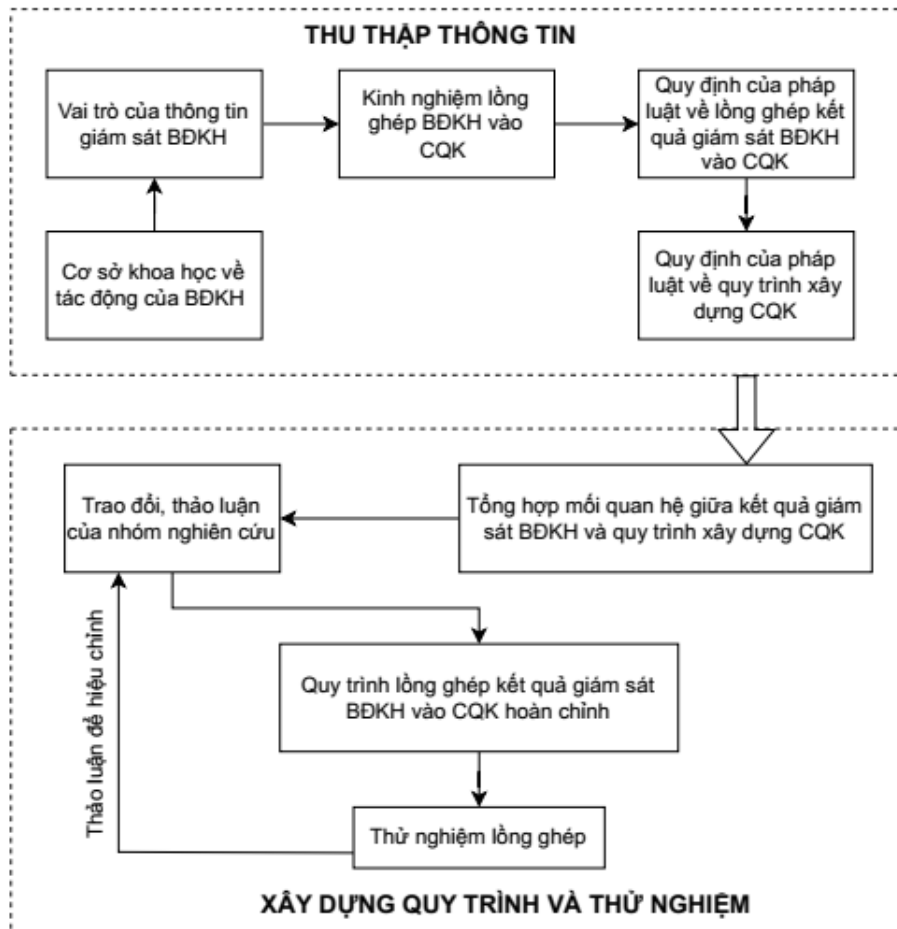 THU THẬP THÔNG TIN
Vai trò của thông tin
giám sát BĐKH
Kinh nghiệm lồng
ghép BĐKH vào
CQK
Quy định của pháp
luật về lồng ghép kết
quả giám sát BĐKH
vào CQK
Cơ sở khoa học về
tác động của BĐKH
Quy định của pháp
luật về quy trình xây
dựng CQK
Trao đổi, thảo luận
của nhóm nghiên cứu
Tổng hợp mối quan hệ giữa kết quả giám
sát BĐKH và quy trình xây dựng CQK
Thảo luận để hiệu chỉnh
Quy trình lồng ghép kết quả giám sát
BĐKH vào CQK hoàn chỉnh
Thử nghiệm lồng ghép
XÂY DỰNG QUY TRÌNH VÀ THỬ NGHIỆM